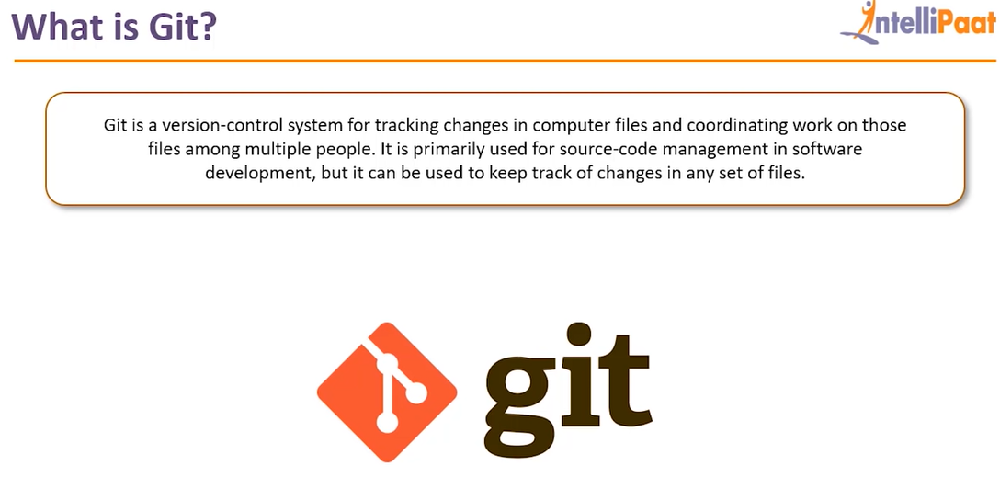 What is Git?
IntelliPaat
Git is a version-control system for tracking changes in computer files and coordinating work on those
files among multiple people. It is primarily used for source-code management in software
development, but it can be used to keep track of changes in any set of files.
git